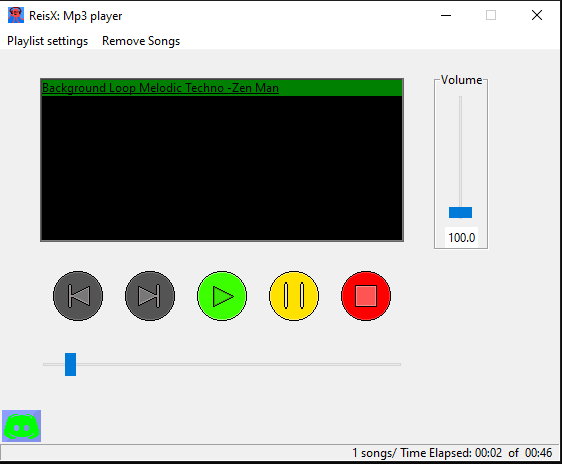 ReisX: Mp3 player
Playlist settings Remove Songs
Volume
Background Loop Melodic Techno -Zen Man
100.0
1 songs/ Time Elapsed: 00:02 of 00:46